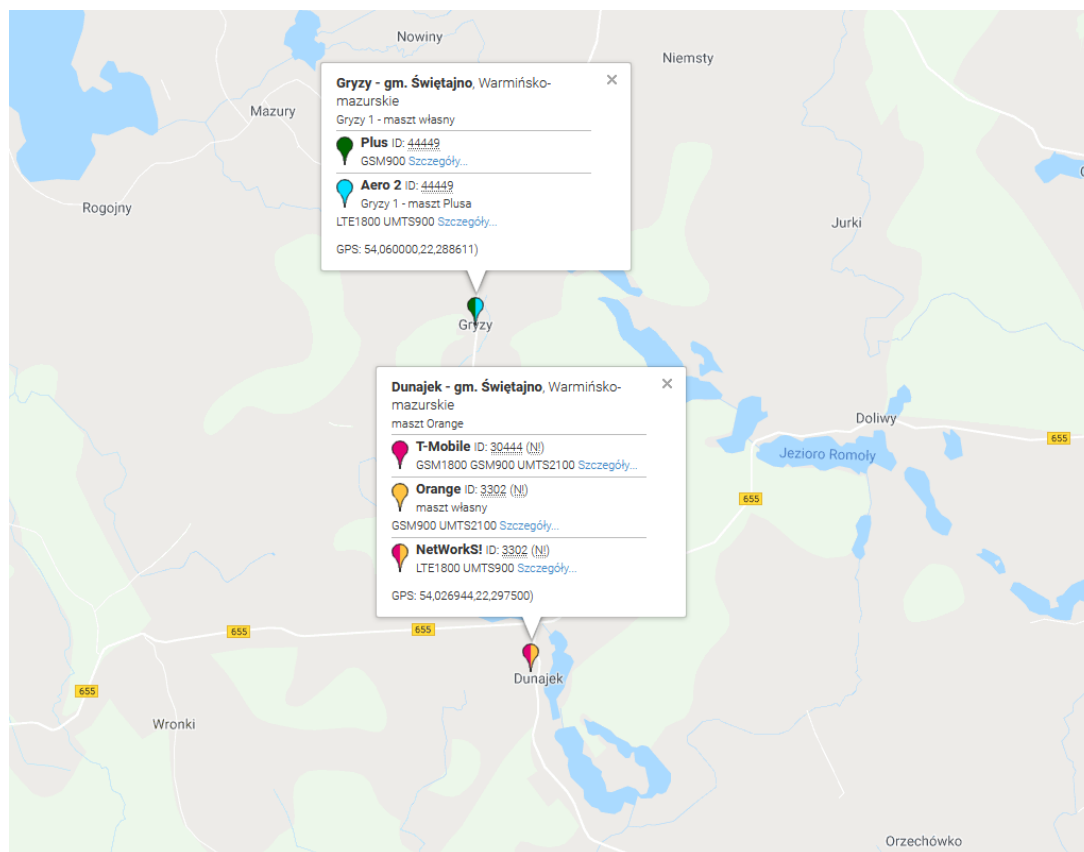 Nowiny
Niemsty
Mazury
Rogojny
Jurki
Gryzy - gm. Świętajno, Warmińsko-
mazurskie
Gryzy 1 - maszt własny
Plus ID: 44449
GSM900 Szczegóły...
Aero 2 ID: 44449
Gryzy 1 - maszt Plusa
LTE1800 UMTS900 Szczegóły...
GPS: 54,060000,22,288611)
Gryzy
Dunajek - gm. Świętajno, Warmińsko-
mazurskie
maszt Orange
T-Mobile ID: 30444 (N!)
GSM1800 GSM900 UMTS2100 Szczegóły...
Orange ID: 3302 (N!)
maszt własny
GSM900 UMTS2100 Szczegóły...
NetWorkS! ID: 3302 (N!)
LTE1800 UMTS900 Szczegóły...
GPS: 54,026944,22,297500)
Doliwy
655
Jezioro Romoły
655
655
655
655
Dunajek
Wronki
Orzechówko